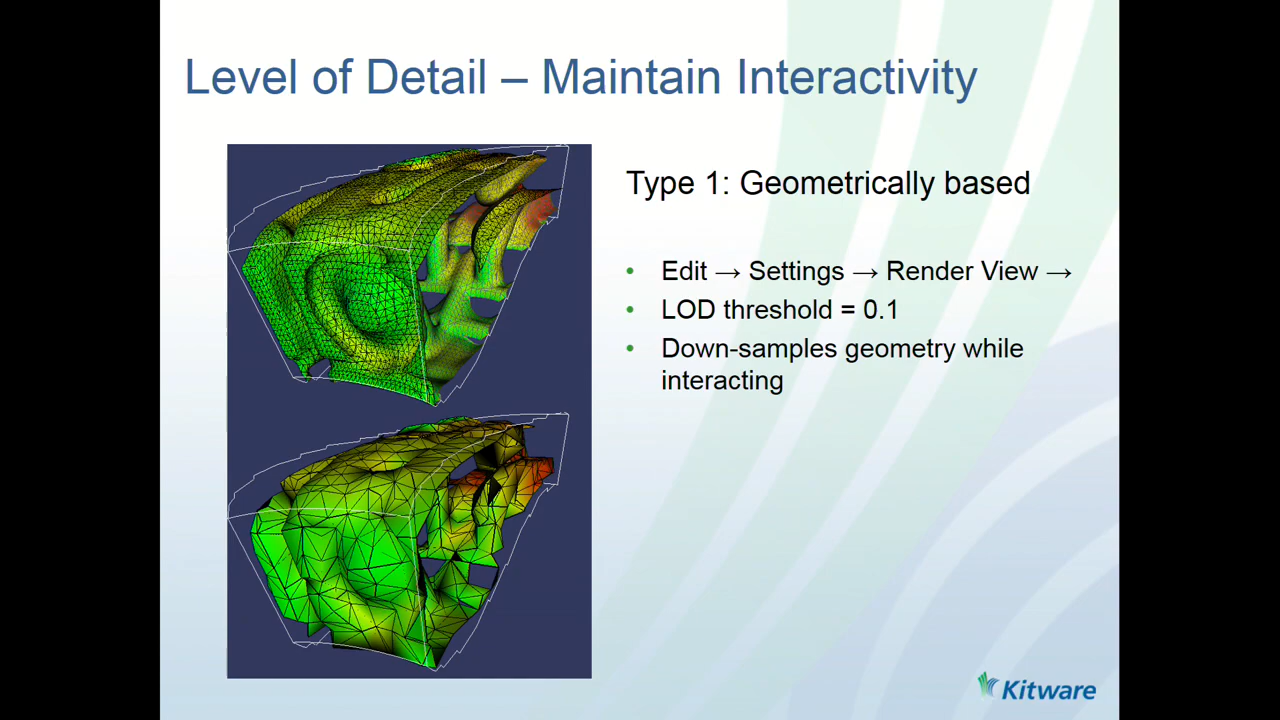 Level of Detail – Maintain Interactivity
Type 1: Geometrically based
• Edit → Settings → Render View →
• LOD threshold = 0.1
• Down-samples geometry while
interacting
Kitware